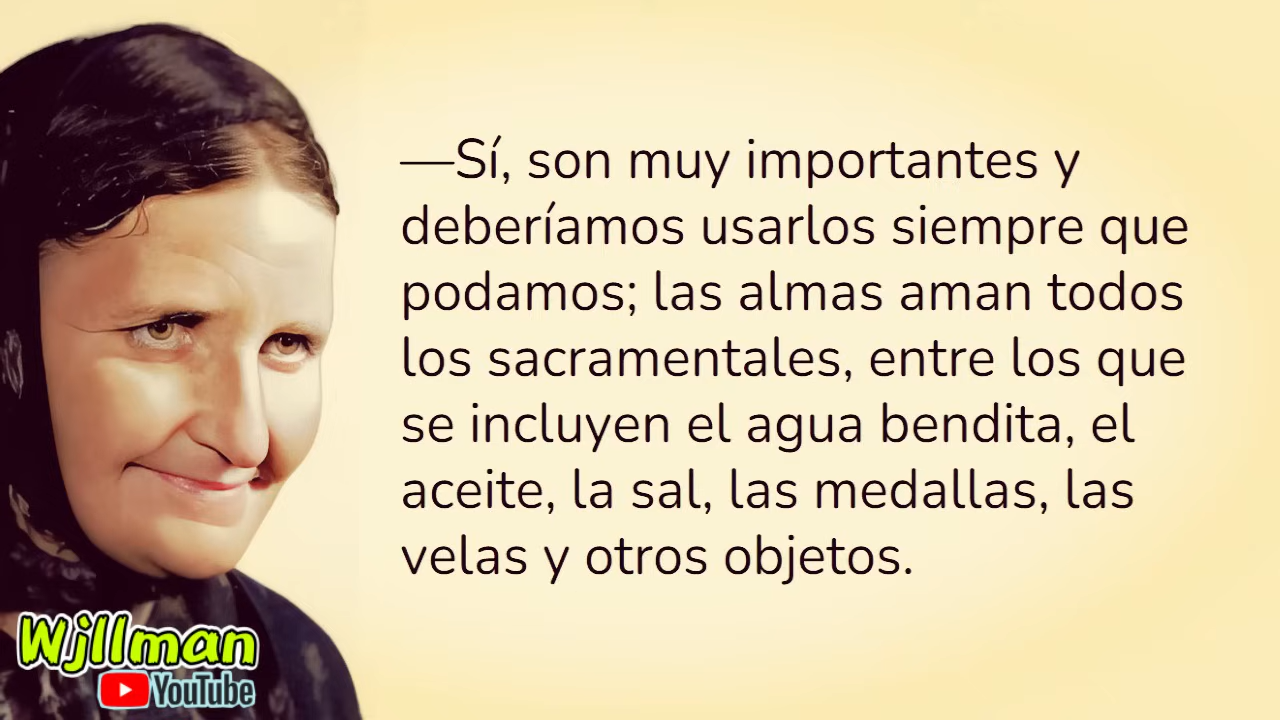 —Sí, son muy importantes y
deberíamos usarlos siempre que
podamos; las almas aman todos
los sacramentales, entre los que
se incluyen el agua bendita, el
aceite, la sal, las medallas, las
velas y otros objetos.
Wjllman
YouTube